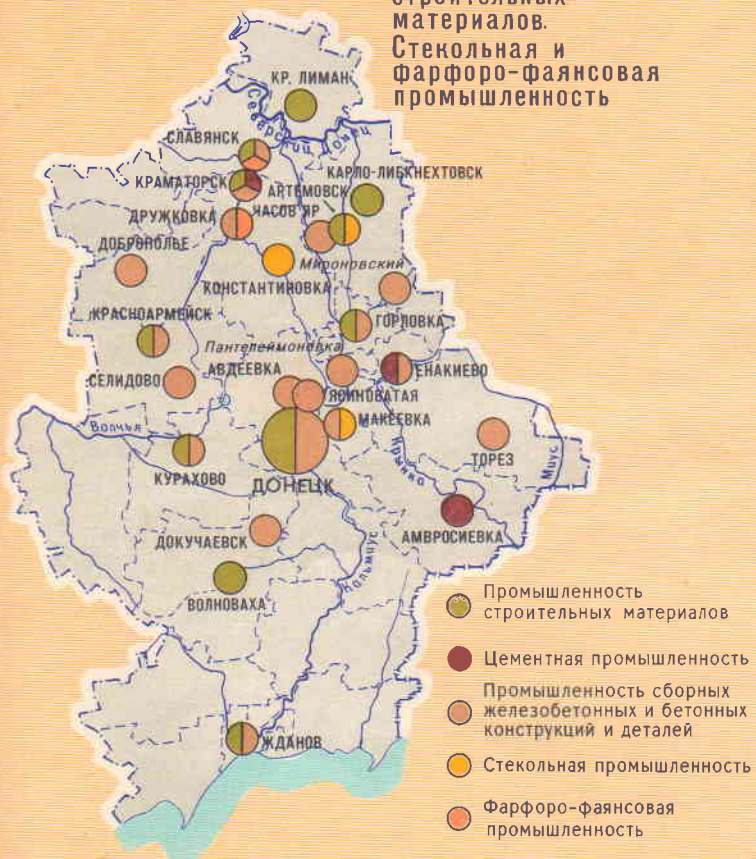 строительных
материалов.
Стекольная и
фарфоро-фаянсовая
промышленность
КР. ЛИМАН
Северский Донец
СЛАВЯНСК
КАРЛО-ЛИБКНЕХТОВСК
КРАМАТОРСК
АРТЕМОВСК
ДРУЖКОВКА
ЧАСОВ ЯР
ДОБРОПОЛЬЕ
Мироновский
КОНСТАНТИНОВКА
КРАСНОАРМЕЙСК
ГОРЛОВКА
Пантелеймоновка
СЕЛИДОВО
АВДЕЕВКА
ЕНАКИЕВО
ЯСИНОВАТАЯ
МАКЕЕВКА
Волчья
ТОРЕЗ
Миус
Крынка
КУРАХОВО
ДОНЕЦК
АМВРОСИЕВКА
ДОКУЧАЕВСК
Кальмиус
ВОЛНОВАХА
ЖДАНОВ
Промышленность
строительных материалов
Цементная промышленность
Промышленность сборных
железобетонных и бетонных
конструкций и деталей
Стекольная промышленность
Фарфоро-фаянсовая
промышленность